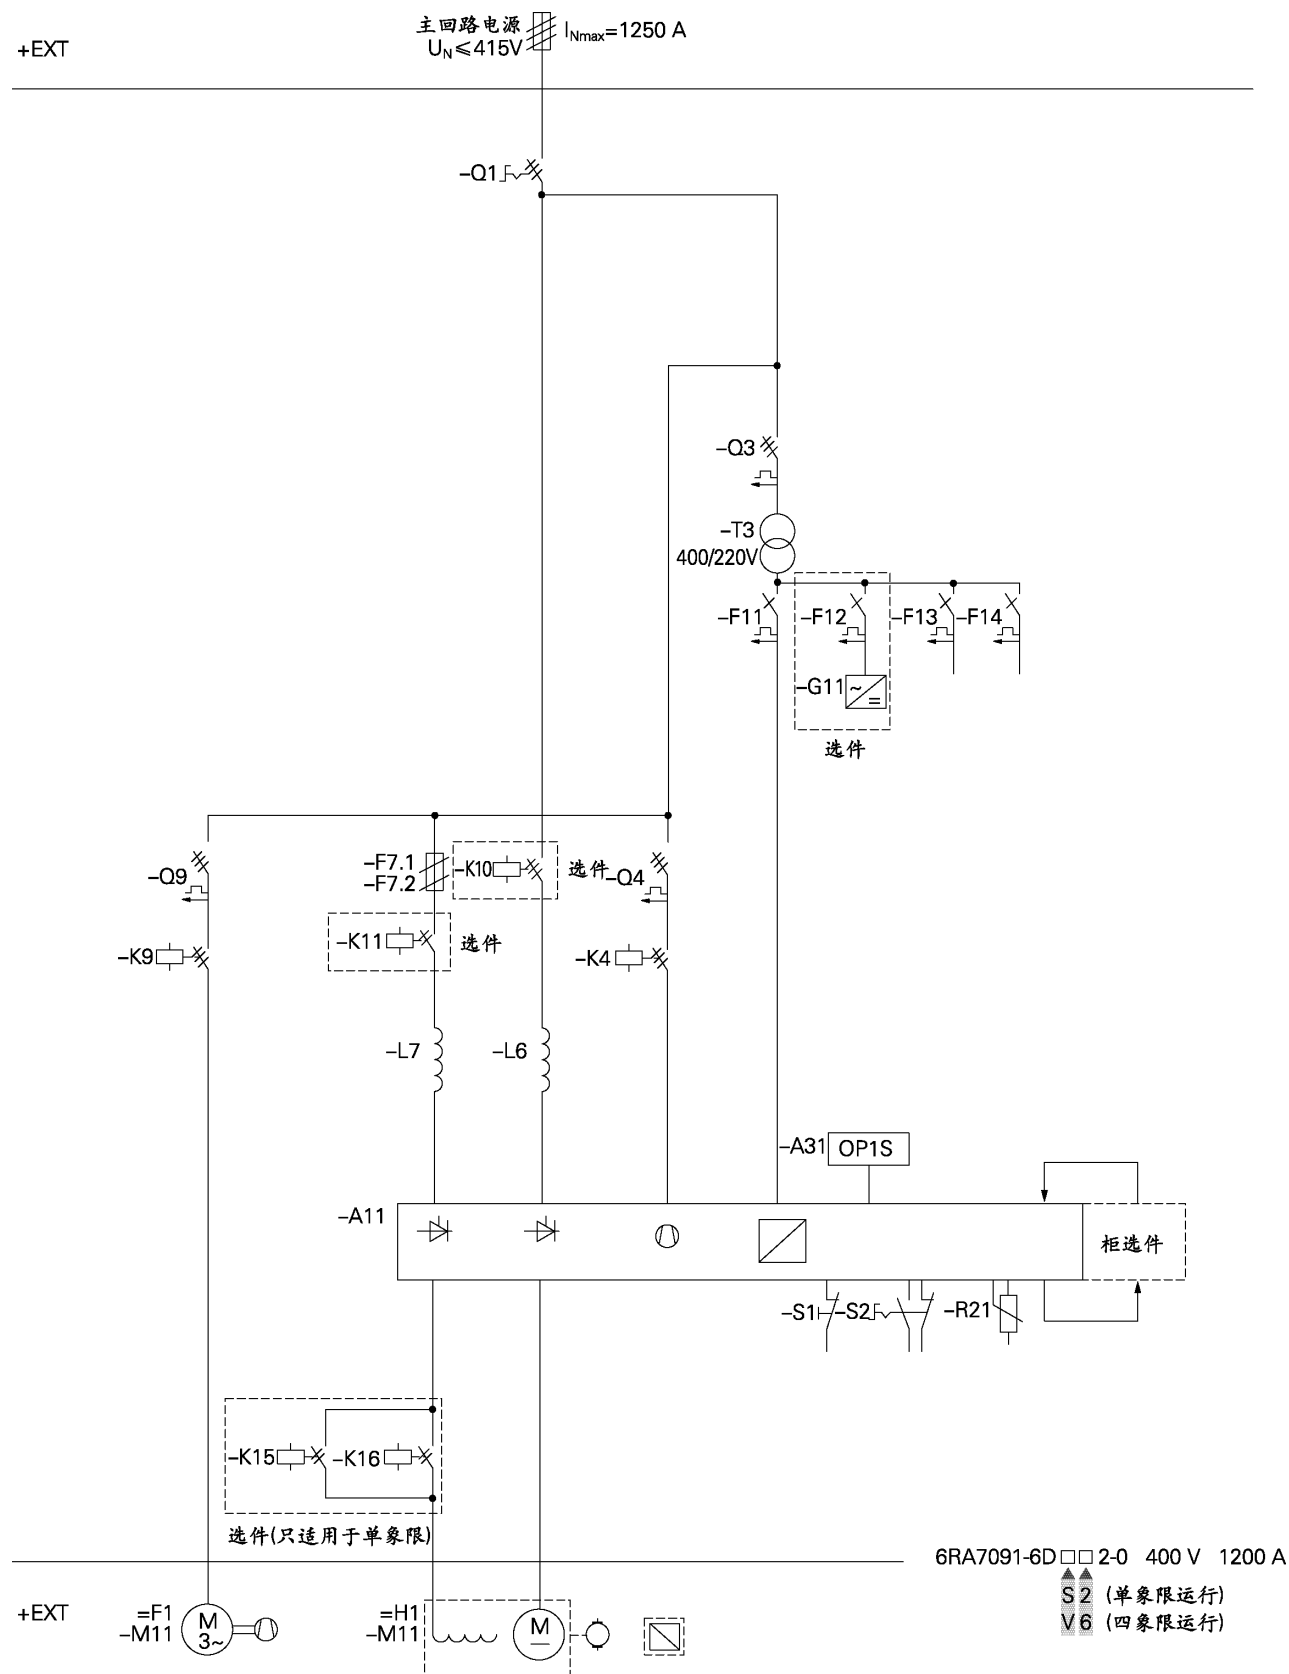 主回路电源
U_N≤415V
I_Nmax=1250 A
+EXT
–Q1
–Q3
–T3
400/220V
–F11
–F12
–F13
–F14
–G11
~
=
选件
–Q9
–F7.1
–F7.2
–K10
选件
–Q4
–K9
–K11
选件
–K4
–L7
–L6
–A31
OP1S
–A11
柜选件
–S1
–S2
–R21
–K15
–K16
选件(只适用于单象限)
6RA7091-6D□□2-0 400 V 1200 A
S 2 (单象限运行)
V 6 (四象限运行)
+EXT
=F1
–M11
M
3~
=H1
–M11
M